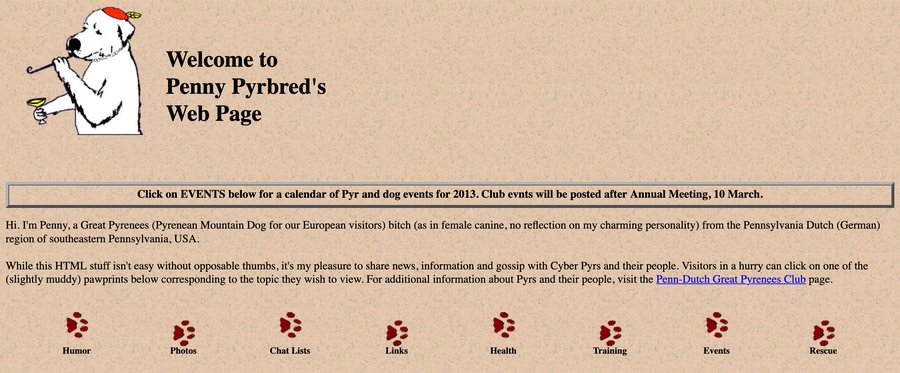 Welcome to
Penny Pyrbred's
Web Page
Click on EVENTS below for a calendar of Pyr and dog events for 2013. Club evnts will be posted after Annual Meeting, 10 March.
Hi. I'm Penny, a Great Pyrenees (Pyrenean Mountain Dog for our European visitors) bitch (as in female canine, no reflection on my charming personality) from the Pennsylvania Dutch (German)
region of southeastern Pennsylvania, USA.
While this HTML stuff isn't easy without opposable thumbs, it's my pleasure to share news, information and gossip with Cyber Pyrs and their people. Visitors in a hurry can click on one of the
(slightly muddy) pawprints below corresponding to the topic they wish to view. For additional information about Pyrs and their people, visit the Penn-Dutch Great Pyrenees Club page.
Humor Photos Chat Lists Links Health Training Events Rescue